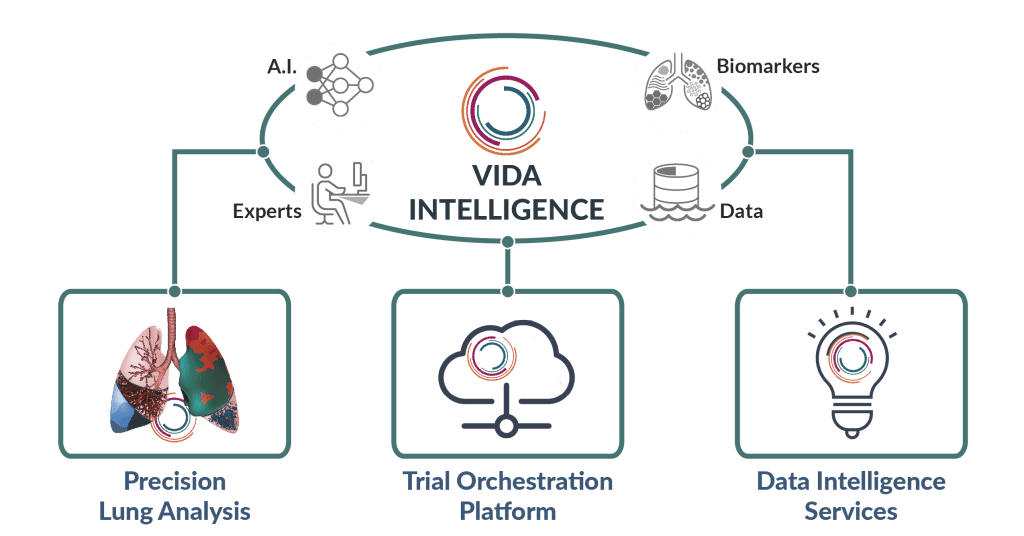 A.I.
Biomarkers
VIDA
INTELLIGENCE
Experts
Data
Precision
Lung Analysis
Trial Orchestration
Platform
Data Intelligence
Services